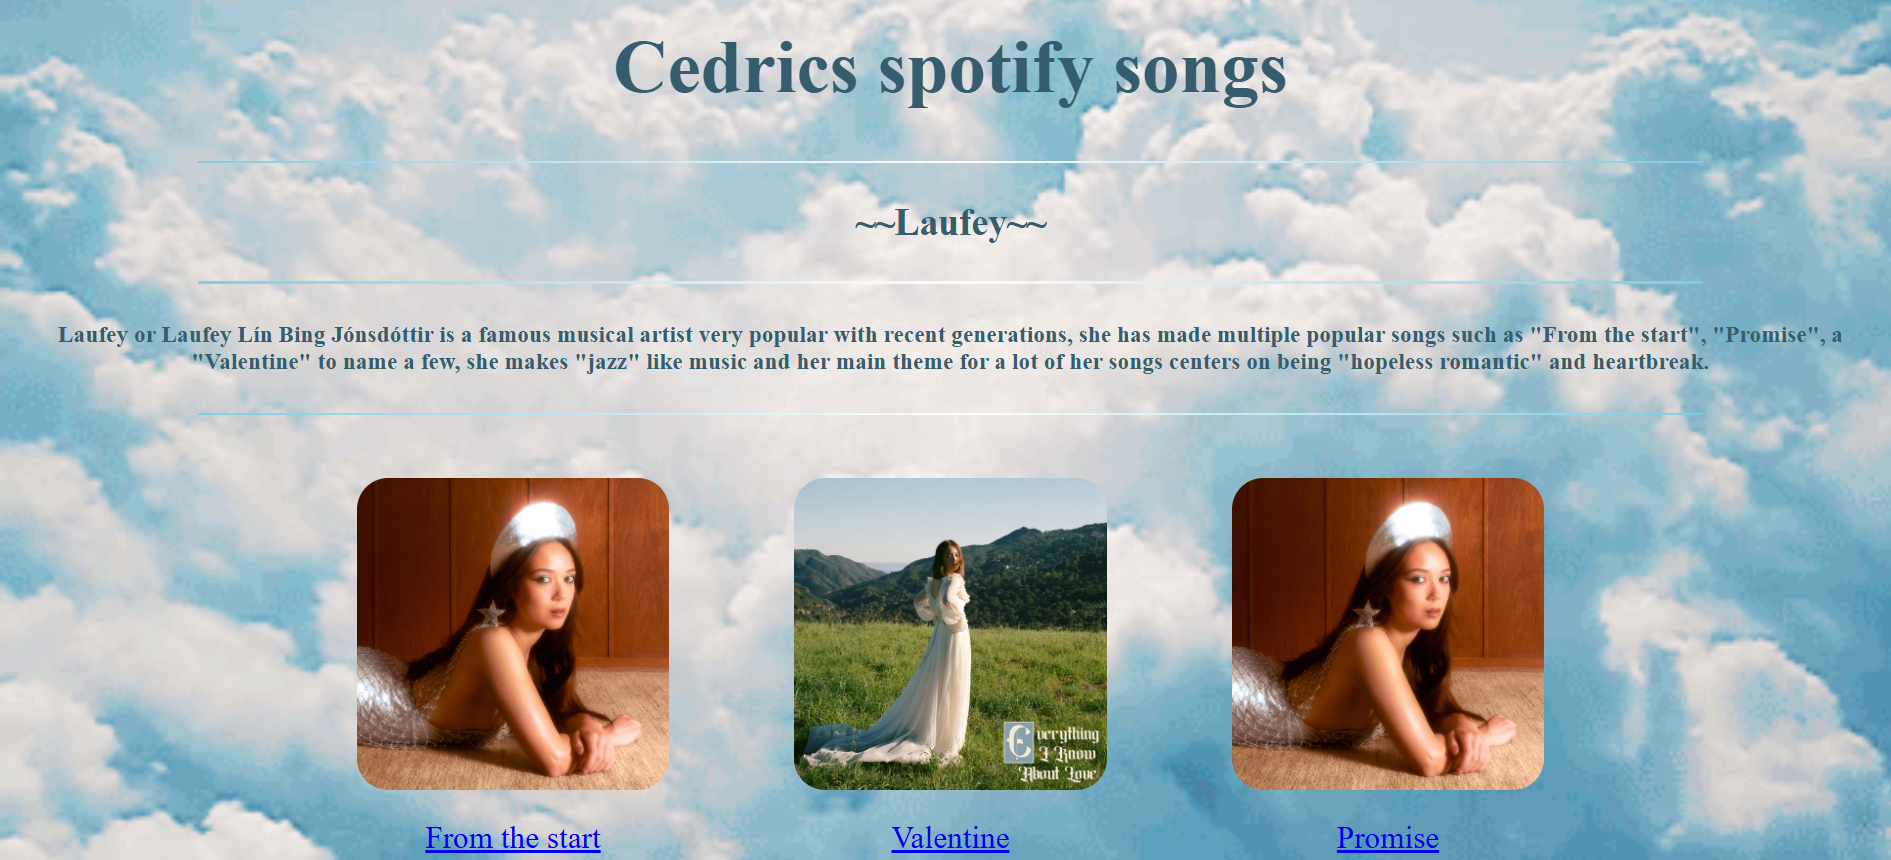 Cedrics spotify songs
~~Laufey~~
Laufey or Laufey Lín Bing Jónsdóttir is a famous musical artist very popular with recent generations, she has made multiple popular songs such as "From the start", "Promise", a
"Valentine" to name a few, she makes "jazz" like music and her main theme for a lot of her songs centers on being "hopeless romantic" and heartbreak.
Everything
I Know
About Love
From the start
Valentine
Promise